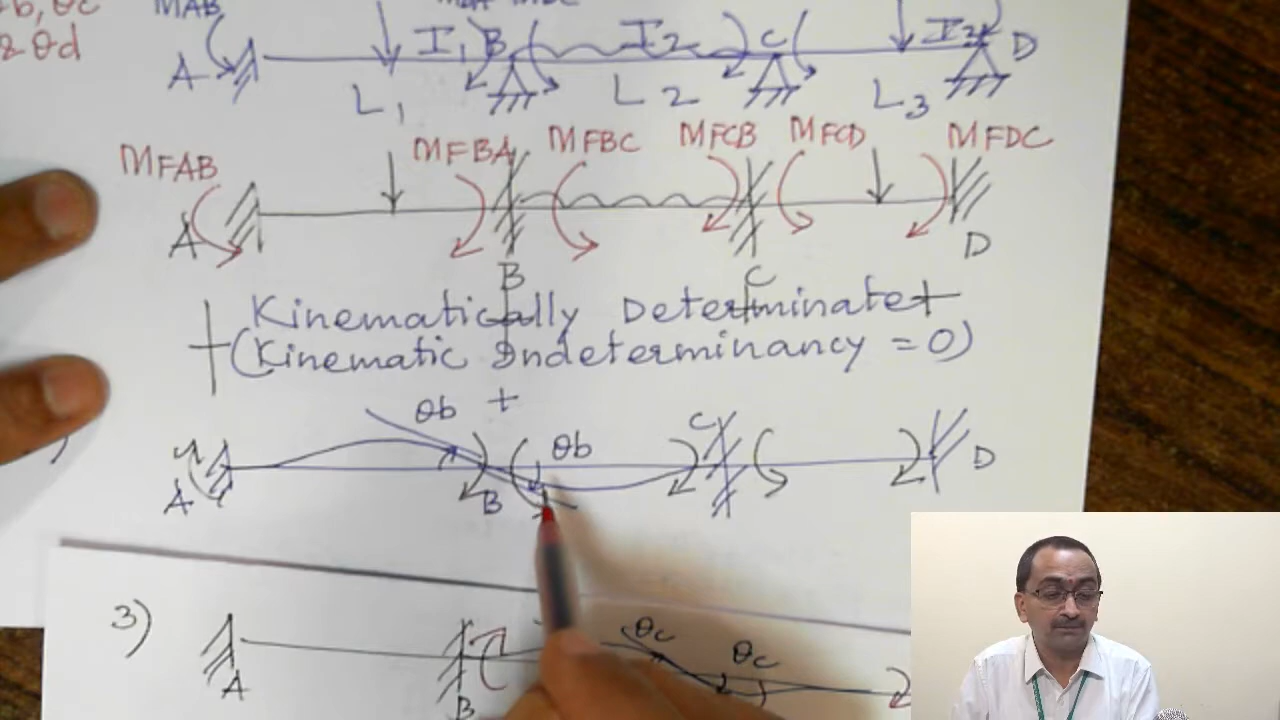 θb, θc
& θd
MAB
A I1 B I2 C I3 D
L1 L2 L3
MFAB MFBA MFBC MFCB MFCD MFDC
A B C D
+ Kinematically Determinate +
(Kinematic Indeterminancy = 0)
+
θb θb C
A B D
3)
θc θc
A B